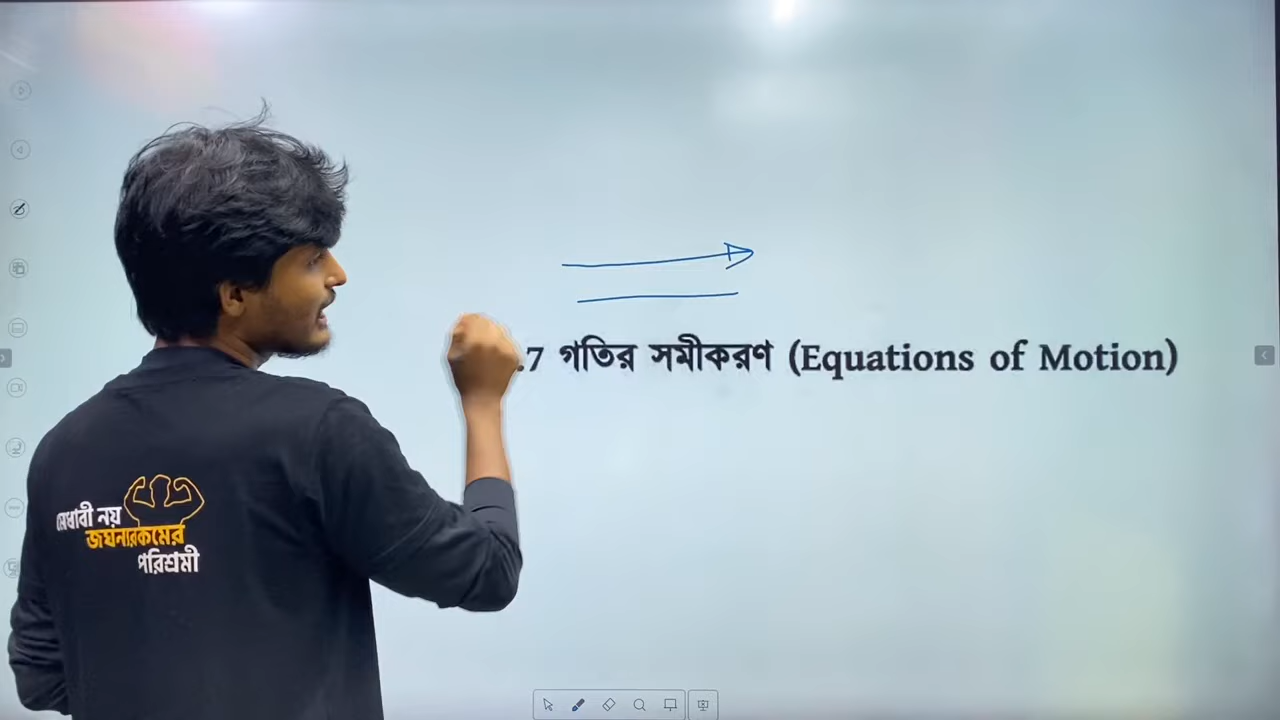 .7 গতির সমীকরণ (Equations of Motion)
মেধাবী নয়
জঘন্যরকমের
পরিশ্রমী